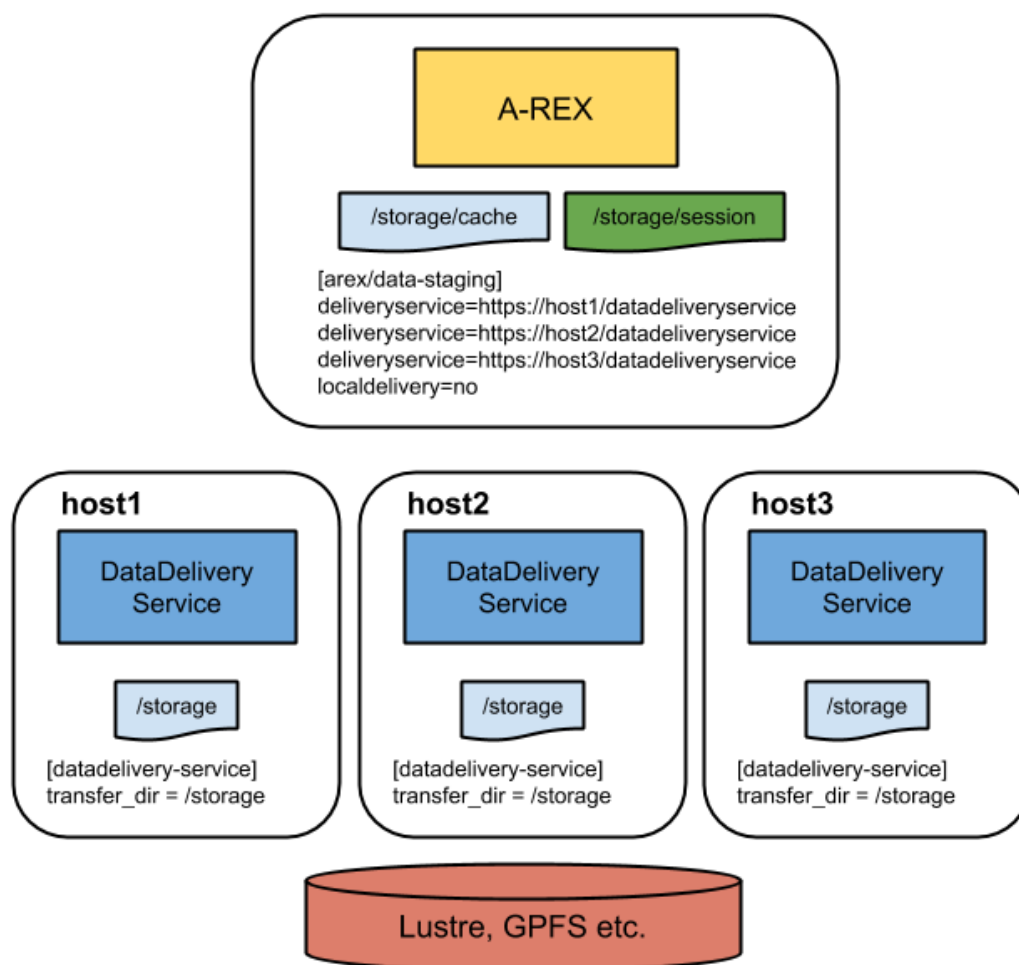 A-REX
/storage/cache
/storage/session
[arex/data-staging]
deliveryservice=https://host1/datadeliveryservice
deliveryservice=https://host2/datadeliveryservice
deliveryservice=https://host3/datadeliveryservice
localdelivery=no
host1
DataDelivery
Service
/storage
[datadelivery-service]
transfer_dir = /storage
host2
DataDelivery
Service
/storage
[datadelivery-service]
transfer_dir = /storage
host3
DataDelivery
Service
/storage
[datadelivery-service]
transfer_dir = /storage
Lustre, GPFS etc.